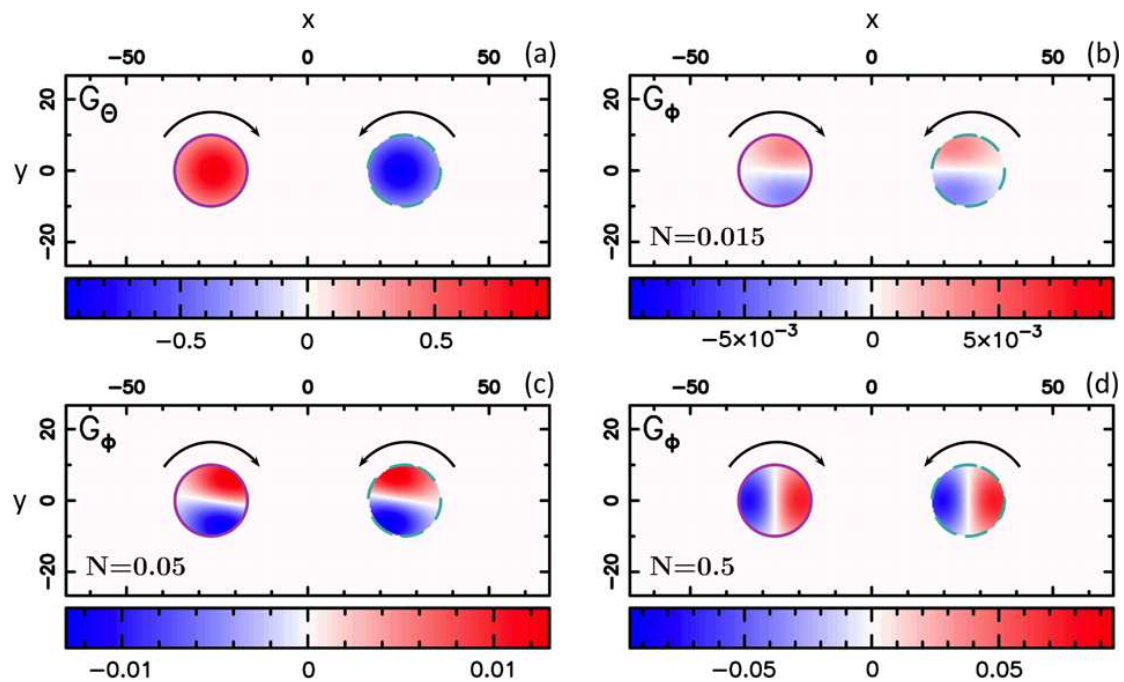 x x
−50 0 50 (a) −50 0 50 (b)
20 G_Θ 20 G_ϕ
y 0 0
−20 −20 N=0.015
−0.5 0 0.5 −5×10⁻³ 0 5×10⁻³
−50 0 50 (c) −50 0 50 (d)
20 G_ϕ 20 G_ϕ
y 0 0
−20 N=0.05 −20 N=0.5
−0.01 0 0.01 −0.05 0 0.05